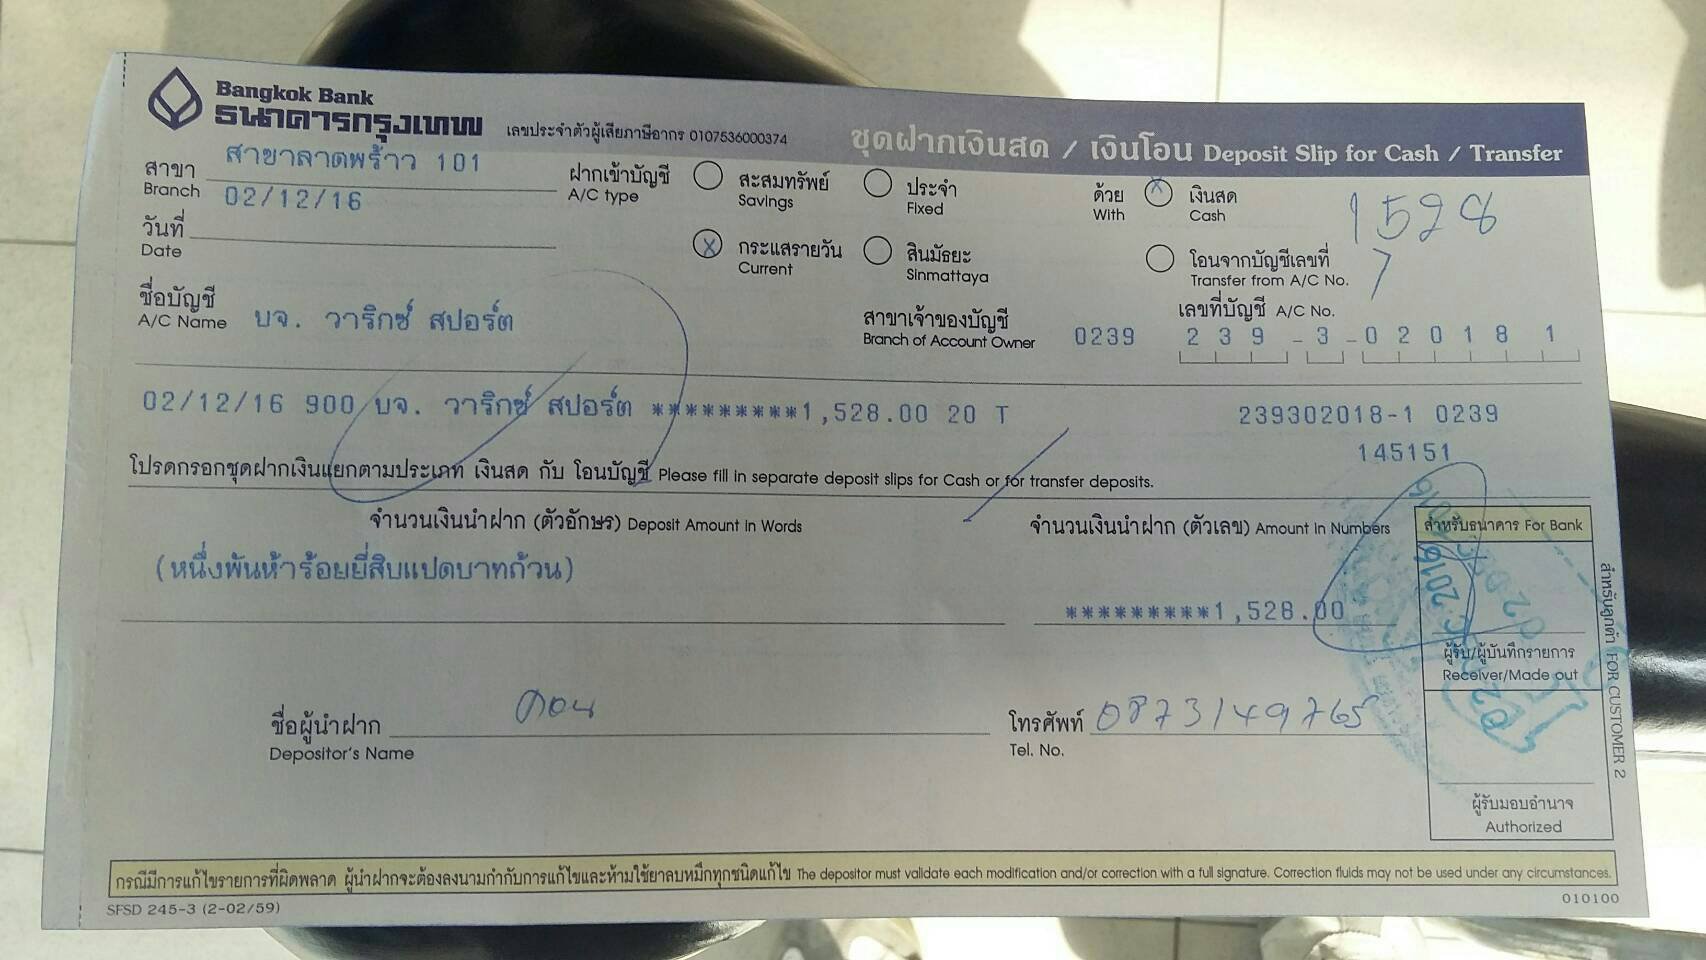 Bangkok Bank
ธนาคารกรุงเทพ
เลขประจำตัวผู้เสียภาษีอากร 0107536000374
ชุดฝากเงินสด / เงินโอน Deposit Slip for Cash / Transfer
สาขา สาขาลาดพร้าว 101
Branch
02/12/16
วันที่
Date
ฝากเข้าบัญชี
A/C type
สะสมทรัพย์
Savings
ประจำ
Fixed
x กระแสรายวัน
Current
สินมัธยะ
Sinmattaya
ด้วย
With
x เงินสด
Cash
1528
โอนจากบัญชีเลขที่
Transfer from A/C No.
ชื่อบัญชี
A/C Name
บจ. วาริกซ์ สปอร์ต
สาขาเจ้าของบัญชี
Branch of Account Owner
0239
เลขที่บัญชี A/C No.
2 3 9 - 3 - 0 2 0 1 8 1
02/12/16 900 บจ. วาริกซ์ สปอร์ต *********1,528.00 20 T 239302018-1 0239
145151
โปรดกรอกชุดฝากเงินแยกตามประเภท เงินสด กับ โอนบัญชี Please fill in separate deposit slips for Cash or for transfer deposits.
จำนวนเงินนำฝาก (ตัวอักษร) Deposit Amount in Words
จำนวนเงินนำฝาก (ตัวเลข) Amount in Numbers
สำหรับธนาคาร For Bank
(หนึ่งพันห้าร้อยยี่สิบแปดบาทถ้วน)
*********1,528.00
ผู้รับ/ผู้บันทึกรายการ
Receiver/Made out
ชื่อผู้นำฝาก
Depositor's Name
โทรศัพท์ 0873149765
Tel. No.
ผู้รับมอบอำนาจ
Authorized
สำหรับลูกค้า FOR CUSTOMER 2
กรณีมีการแก้ไขรายการที่ผิดพลาด ผู้นำฝากจะต้องลงนามกำกับการแก้ไขและห้ามใช้ยาลบหมึกทุกชนิดแก้ไข The depositor must validate each modification and/or correction with a full signature. Correction fluids may not be used under any circumstances.
SFSD 245-3 (2-02/59)
010100